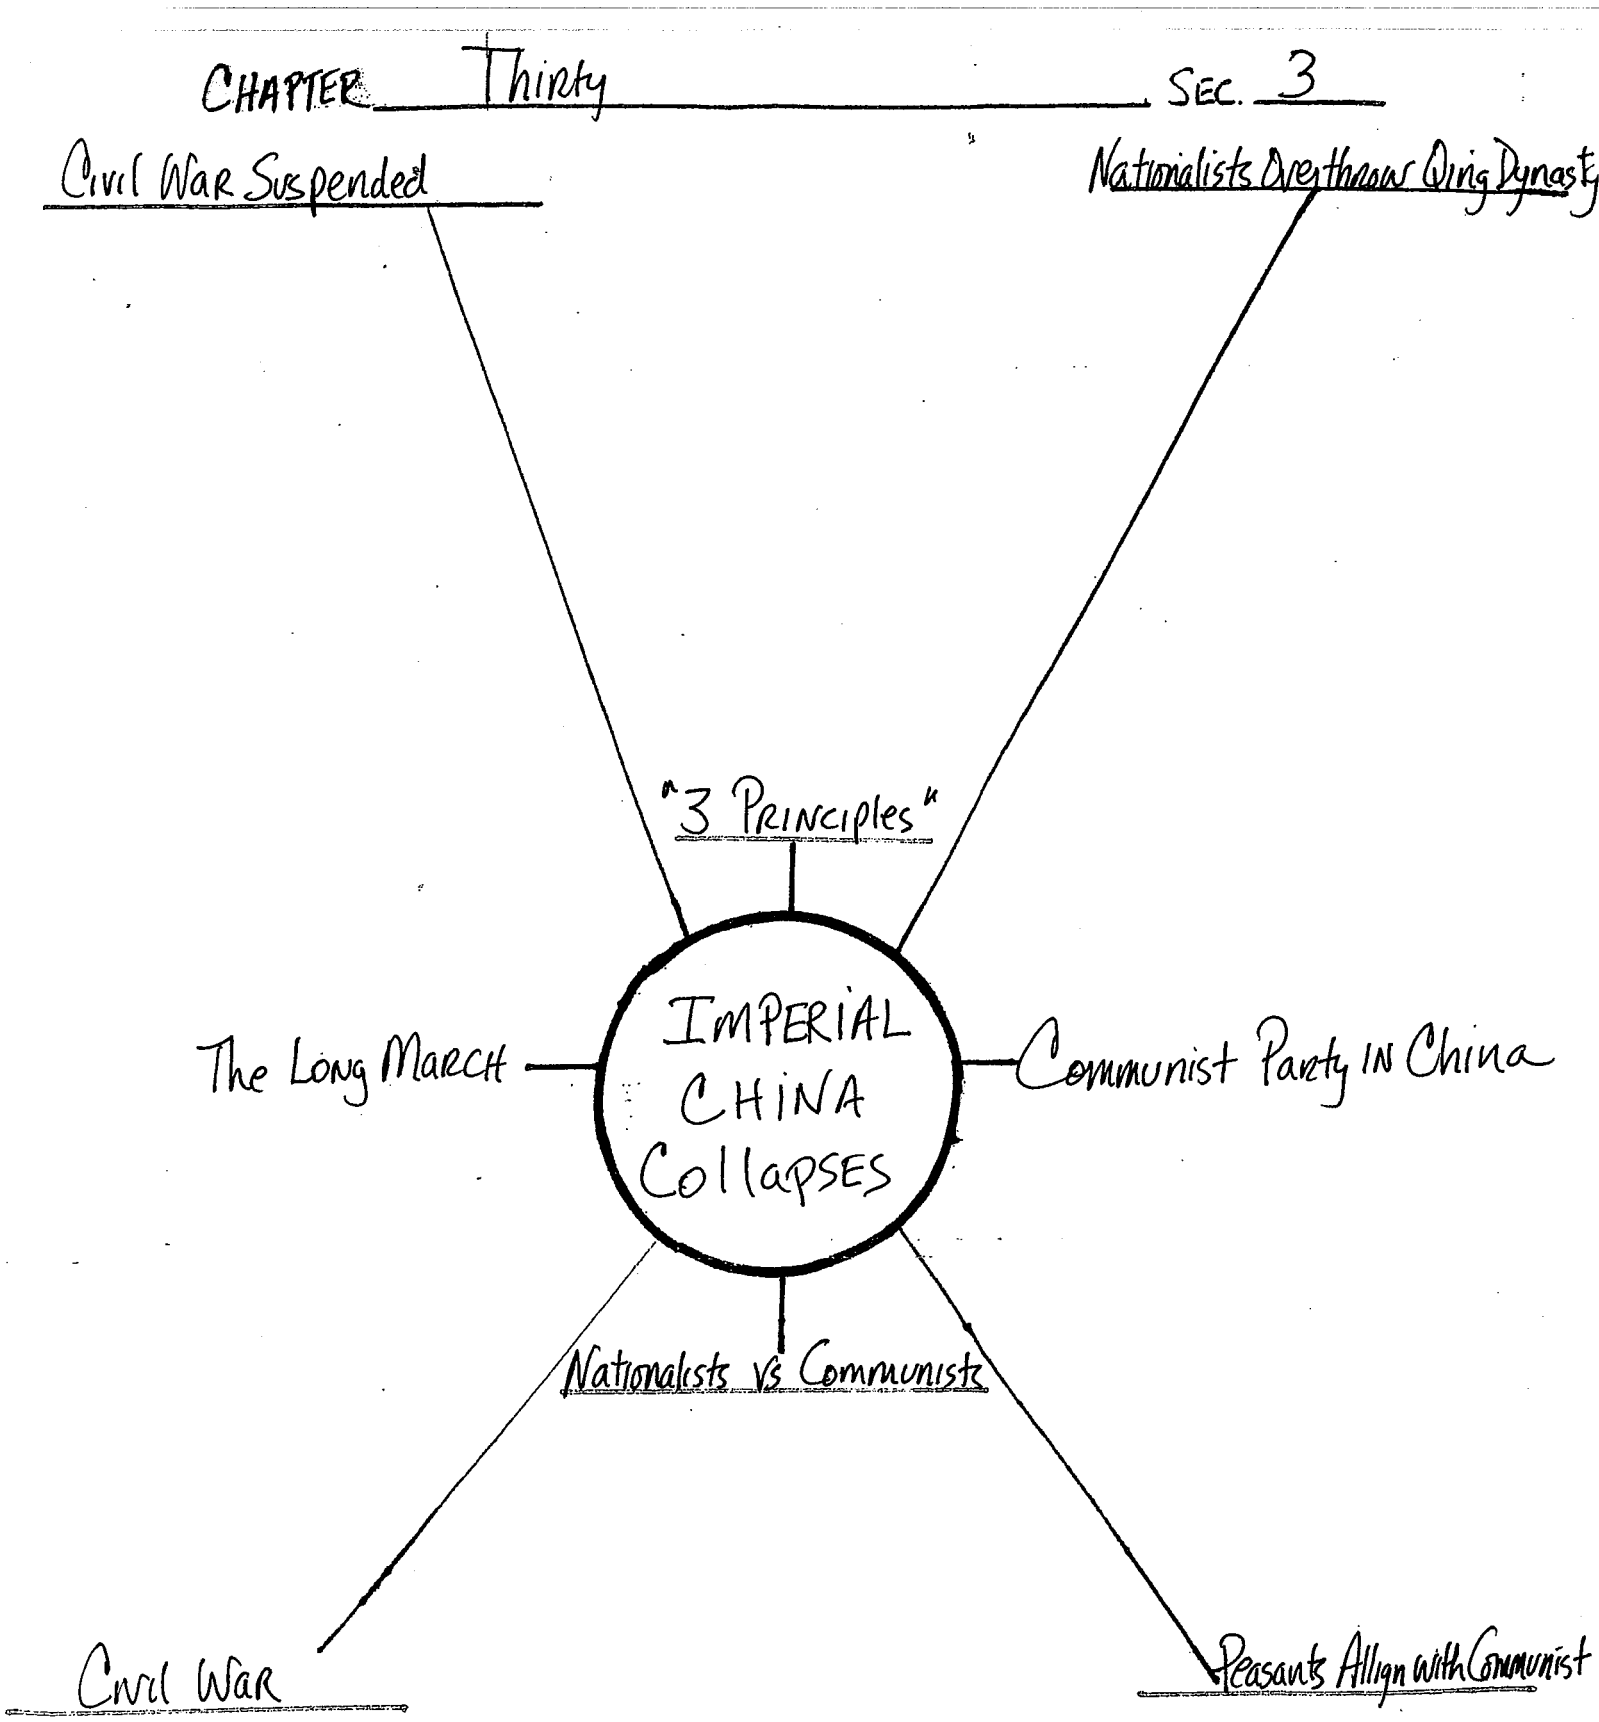 CHAPTER Thirty SEC. 3
Civil War Suspended
Nationalists Overthrow Qing Dynasty
"3 Principles"
IMPERIAL
CHINA
Collapses
The Long March
Communist Party in China
Nationalists vs Communists
Civil War
Peasants Allign with Communist